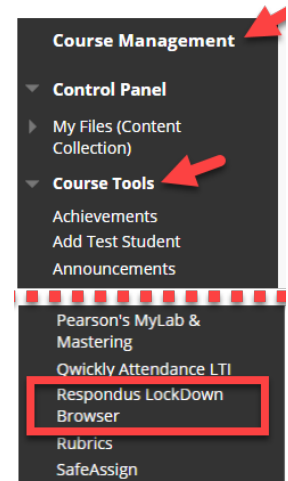 Course Management
Control Panel
My Files (Content
Collection)
Course Tools
Achievements
Add Test Student
Announcements
Pearson's MyLab &
Mastering
Qwickly Attendance LTI
Respondus LockDown
Browser
Rubrics
SafeAssign